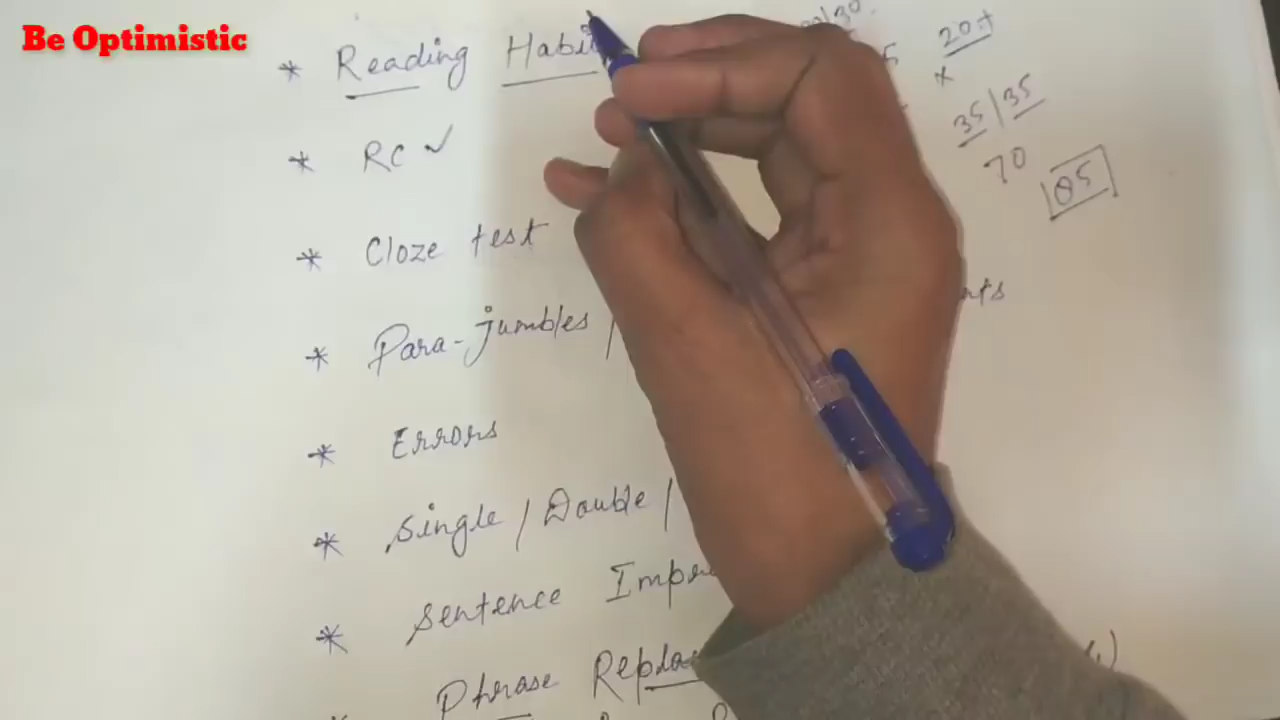 Be Optimistic
* Reading Habi
* RC ✓
* Cloze test
* Para-jumbles /
* Errors
* Single / Double /
* Sentence Impr
* Phrase Repla
20+
35/35
70
05